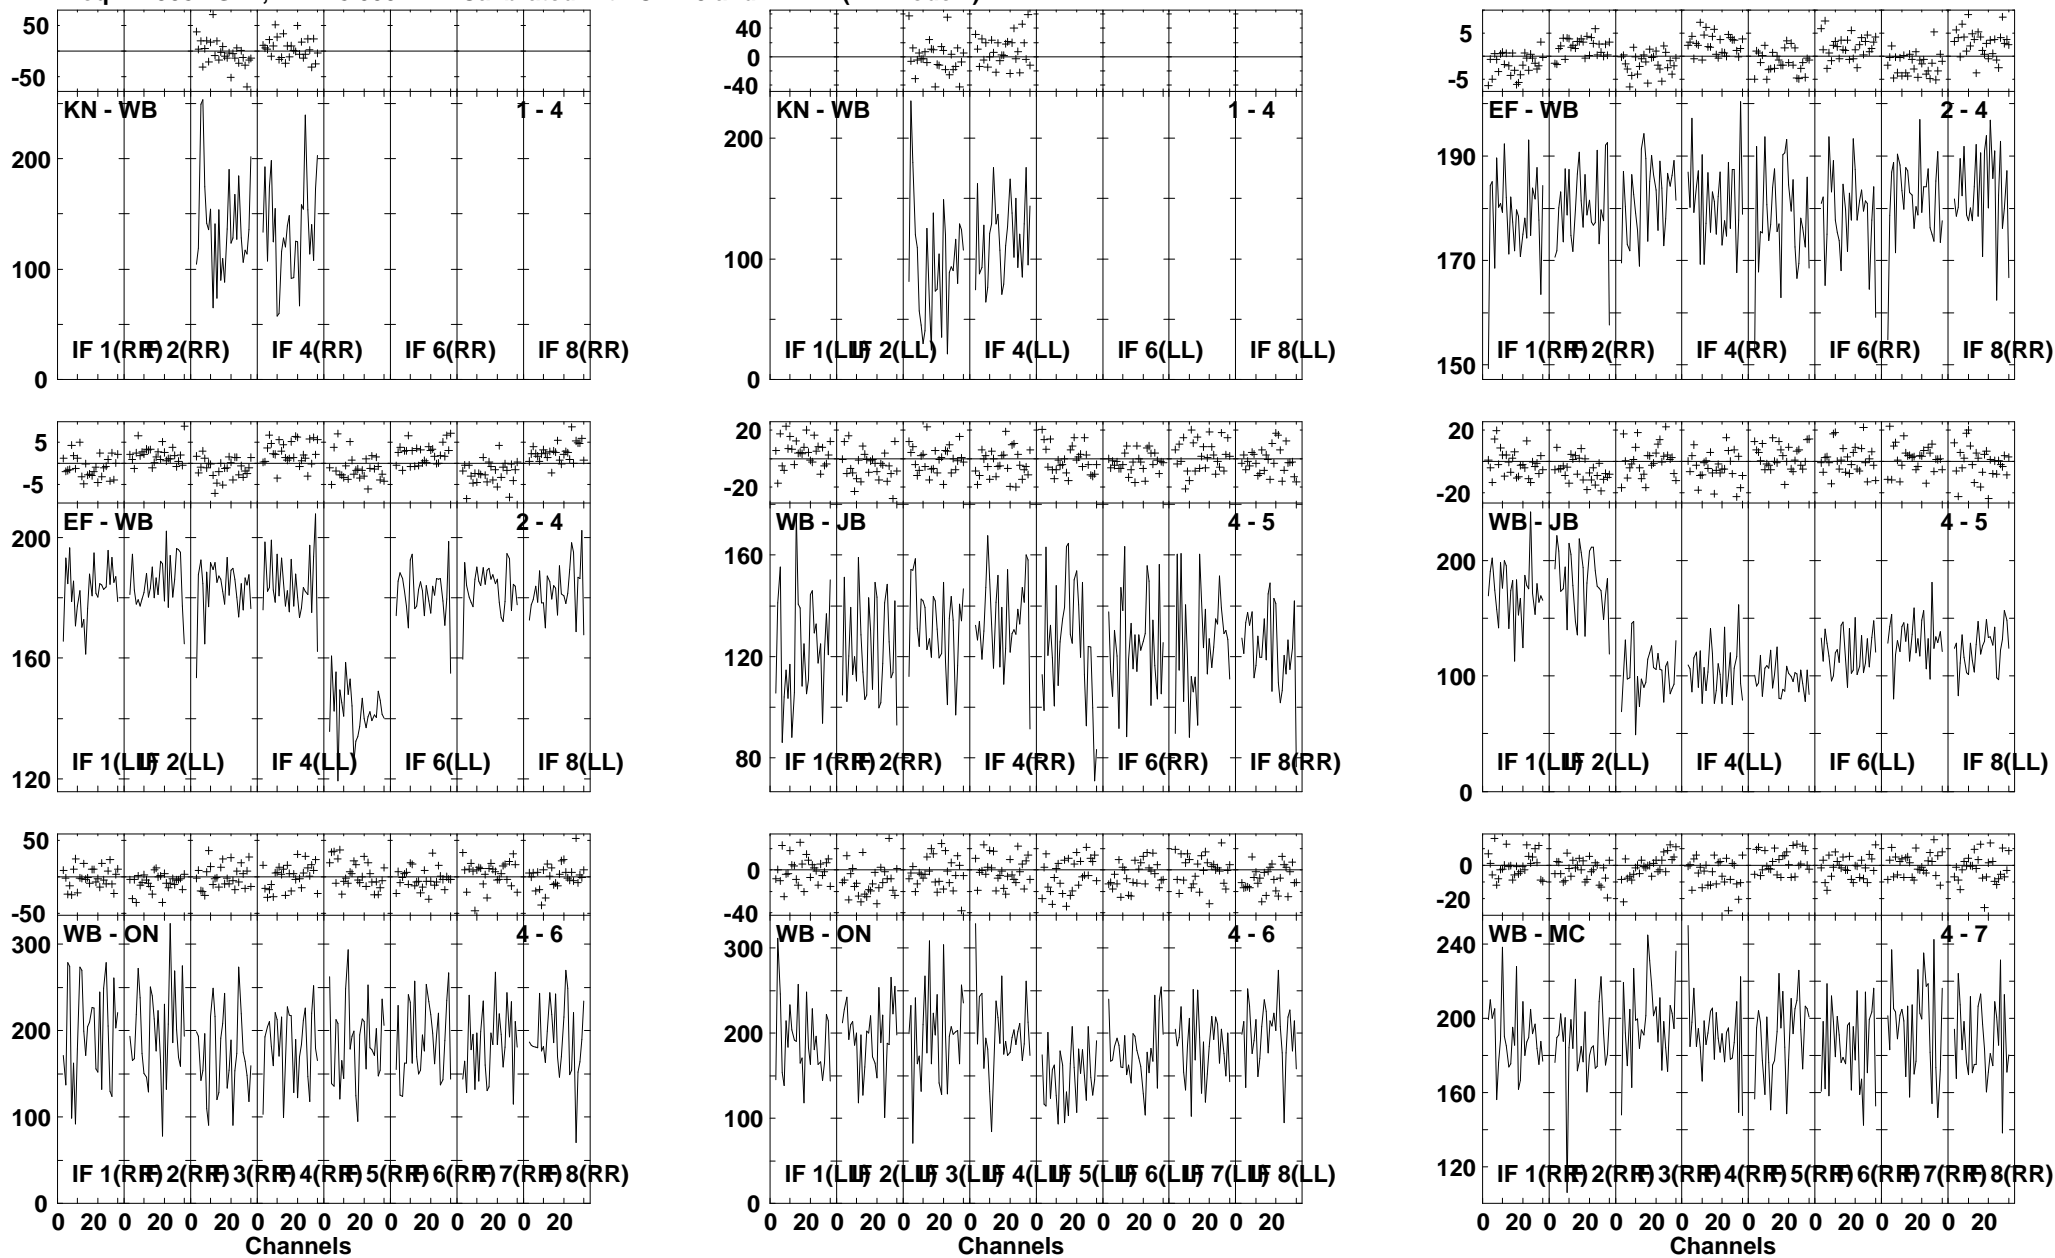 50
0
-50
KN - WB 1 - 4
200
100
0
IF 1(RR) IF 2(RR) IF 4(RR) IF 6(RR) IF 8(RR)
40
0
-40
KN - WB 1 - 4
200
100
0
IF 1(LL) IF 2(LL) IF 4(LL) IF 6(LL) IF 8(LL)
5
-5
EF - WB 2 - 4
190
170
150
IF 1(RR) IF 2(RR) IF 4(RR) IF 6(RR) IF 8(RR)
5
-5
EF - WB 2 - 4
200
160
120
IF 1(LL) IF 2(LL) IF 4(LL) IF 6(LL) IF 8(LL)
20
-20
WB - JB 4 - 5
160
120
80
IF 1(RR) IF 2(RR) IF 4(RR) IF 6(RR) IF 8(RR)
20
-20
WB - JB 4 - 5
200
100
0
IF 1(LL) IF 2(LL) IF 4(LL) IF 6(LL) IF 8(LL)
50
-50
WB - ON 4 - 6
300
200
100
0
IF 1(RR) IF 2(RR) IF 3(RR) IF 4(RR) IF 5(RR) IF 6(RR) IF 7(RR) IF 8(RR)
0 20 0 20 0 20 0 20 0 20 0 20 0 20 0 20
Channels
0
-40
WB - ON 4 - 6
300
200
100
0
IF 1(LL) IF 2(LL) IF 3(LL) IF 4(LL) IF 5(LL) IF 6(LL) IF 7(LL) IF 8(LL)
0 20 0 20 0 20 0 20 0 20 0 20 0 20 0 20
Channels
0
-20
WB - MC 4 - 7
240
200
160
120
IF 1(RR) IF 2(RR) IF 3(RR) IF 4(RR) IF 5(RR) IF 6(RR) IF 7(RR) IF 8(RR)
0 20 0 20 0 20 0 20 0 20 0 20 0 20 0 20
Channels